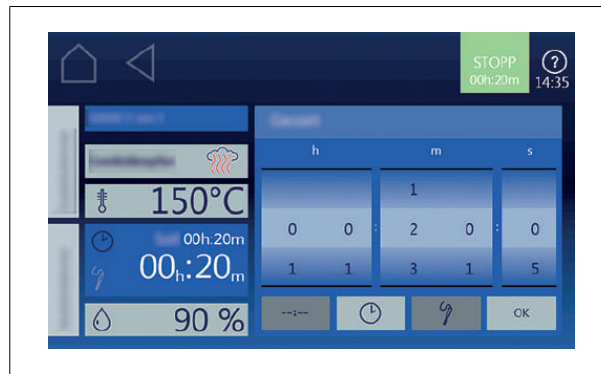 STOPP
00h:20m
?
14:35
h m s
150°C
1
0 0 : 2 0 : 0
1 1 3 1 5
00h:20m
00h:20m
90 %
--:-- OK